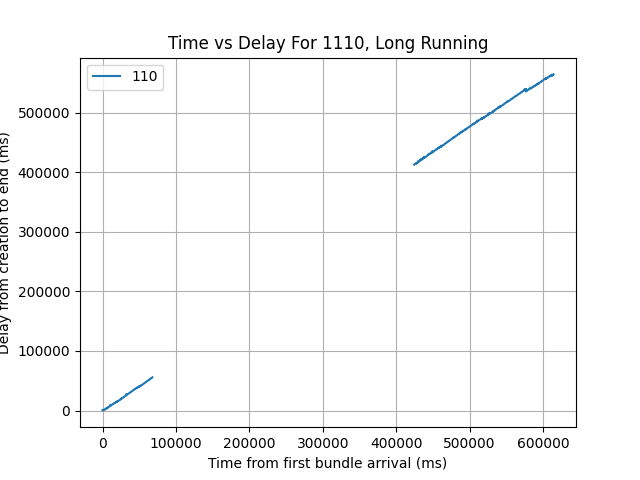 Time vs Delay For 1110, Long Running
110
500000
400000
300000
200000
100000
0
Delay from creation to end (ms)
0 100000 200000 300000 400000 500000 600000
Time from first bundle arrival (ms)